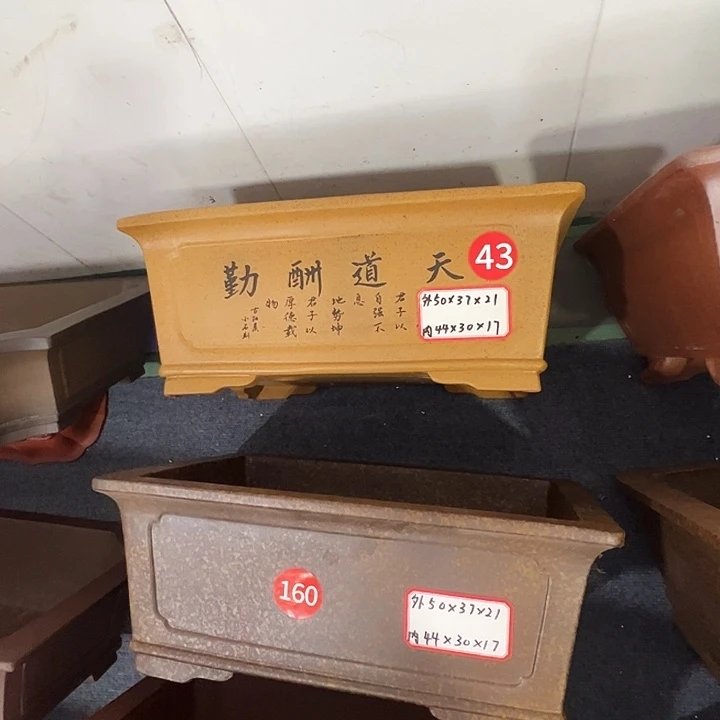 天道酬勤
43
君子以
自强不
息
地势坤
君子以
厚德载
物
外50×37×21
内44×30×17
160
外50×37×21
内44×30×17